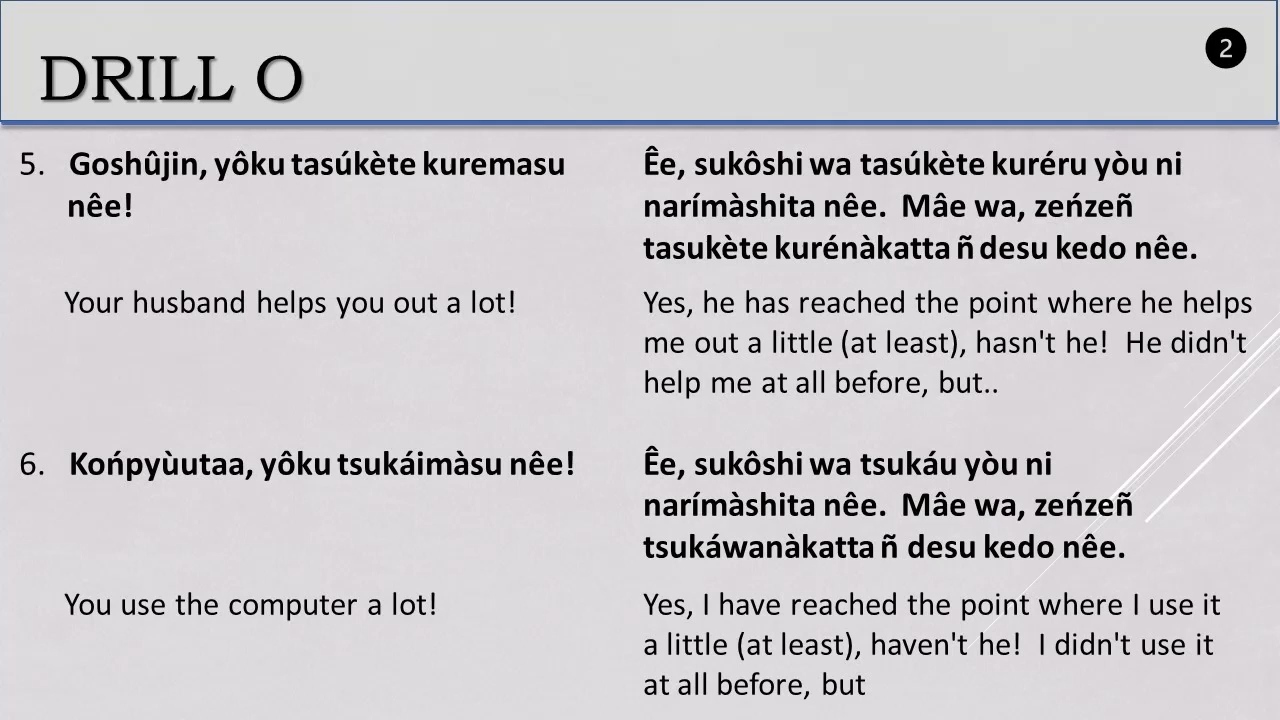 DRILL O
2
5. Goshûjin, yôku tasúkète kuremasu
nêe!
Your husband helps you out a lot!
Êe, sukôshi wa tasúkète kuréru yòu ni
narímàshita nêe. Mâe wa, zeńzeñ
tasukète kurénàkatta ñ desu kedo nêe.
Yes, he has reached the point where he helps
me out a little (at least), hasn't he! He didn't
help me at all before, but..
6. Końpyùutaa, yôku tsukáimàsu nêe!
You use the computer a lot!
Êe, sukôshi wa tsukáu yòu ni
narímàshita nêe. Mâe wa, zeńzeñ
tsukáwanàkatta ñ desu kedo nêe.
Yes, I have reached the point where I use it
a little (at least), haven't he! I didn't use it
at all before, but